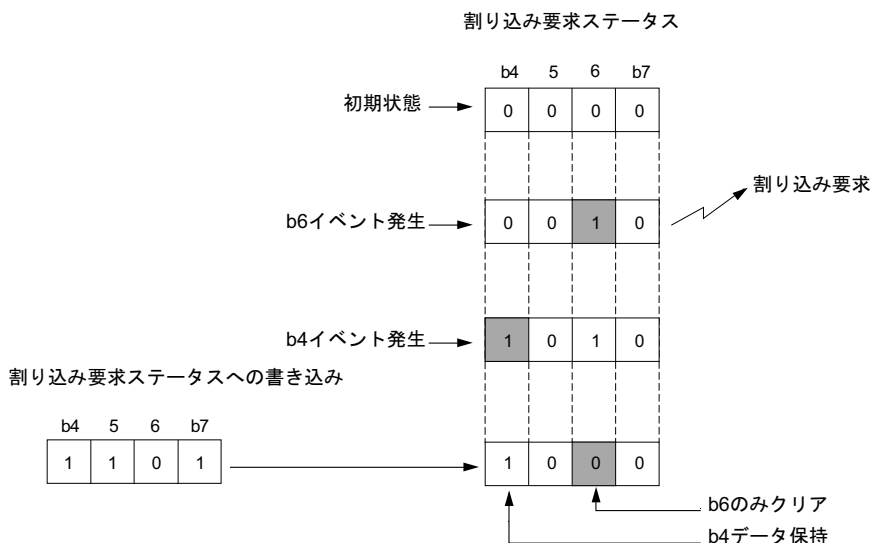 割り込み要求ステータス
b4 5 6 b7
初期状態 0 0 0 0
割り込み要求
b6イベント発生 0 0 1 0
b4イベント発生 1 0 1 0
割り込み要求ステータスへの書き込み
b4 5 6 b7
1 1 0 1 1 0 0 0
b6のみクリア
b4データ保持